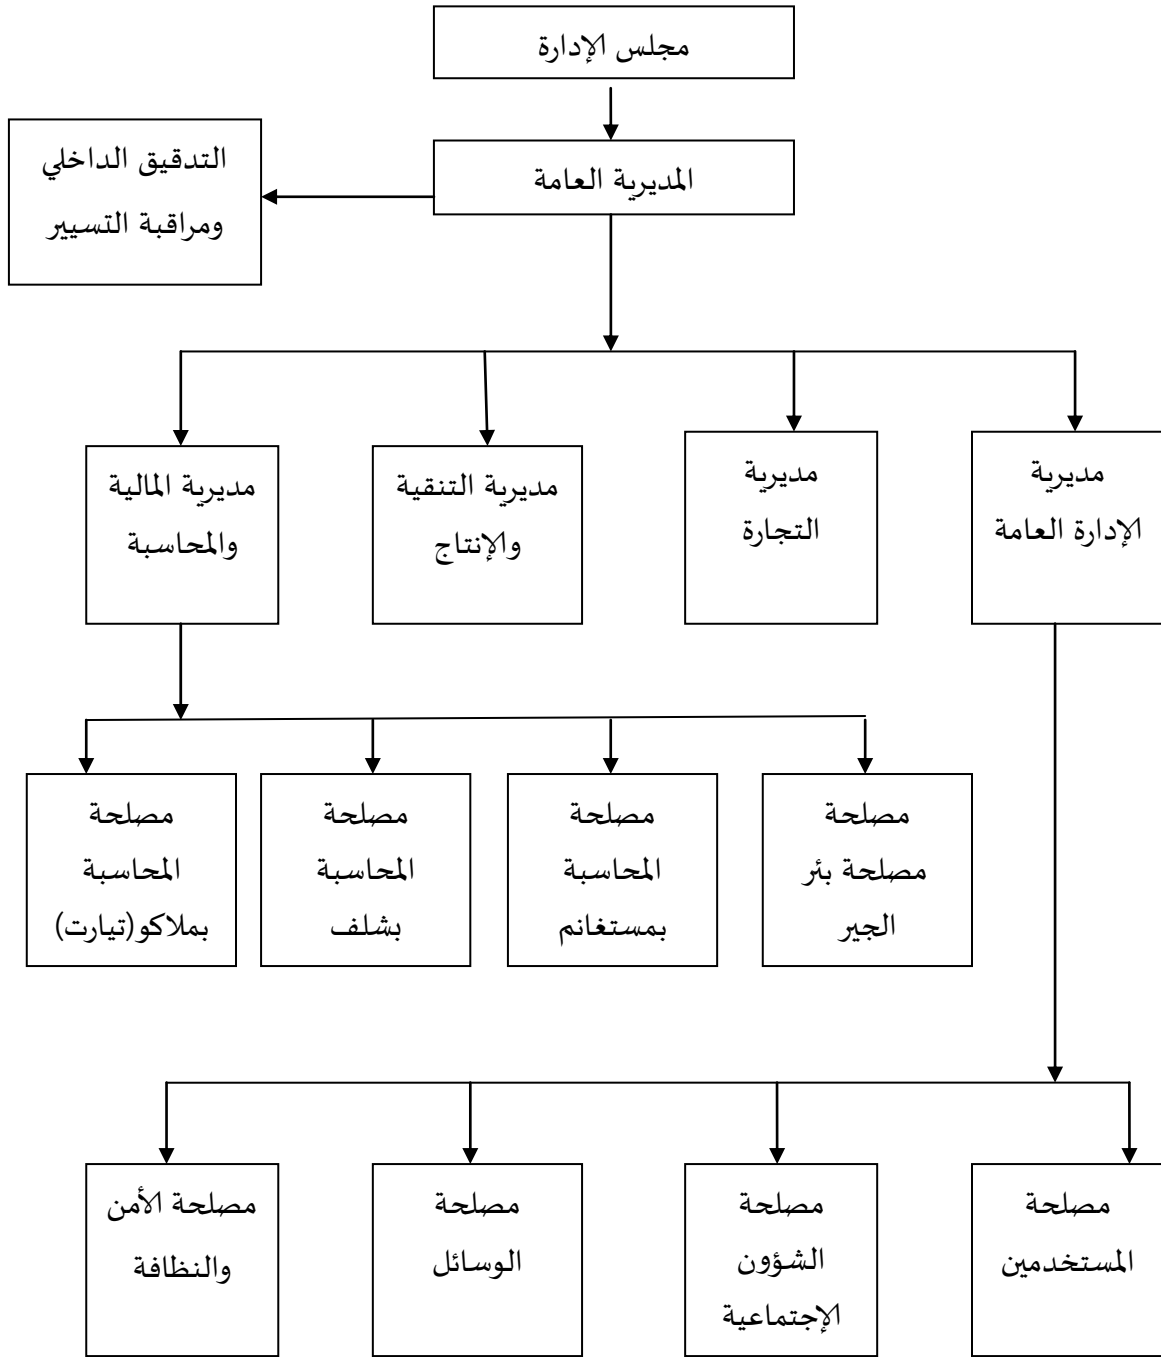 مجلس الإدارة
المديرية العامة
التدقيق الداخلي
ومراقبة التسيير
مديرية
الإدارة العامة
مديرية
التجارة
مديرية التنقية
والإنتاج
مديرية المالية
والمحاسبة
مصلحة
مصلحة بئر
الجير
مصلحة
المحاسبة
بمستغانم
مصلحة
المحاسبة
بشلف
مصلحة
المحاسبة
بملاكو(تيارت)
مصلحة
المستخدمين
مصلحة
الشؤون
الإجتماعية
مصلحة
الوسائل
مصلحة الأمن
والنظافة